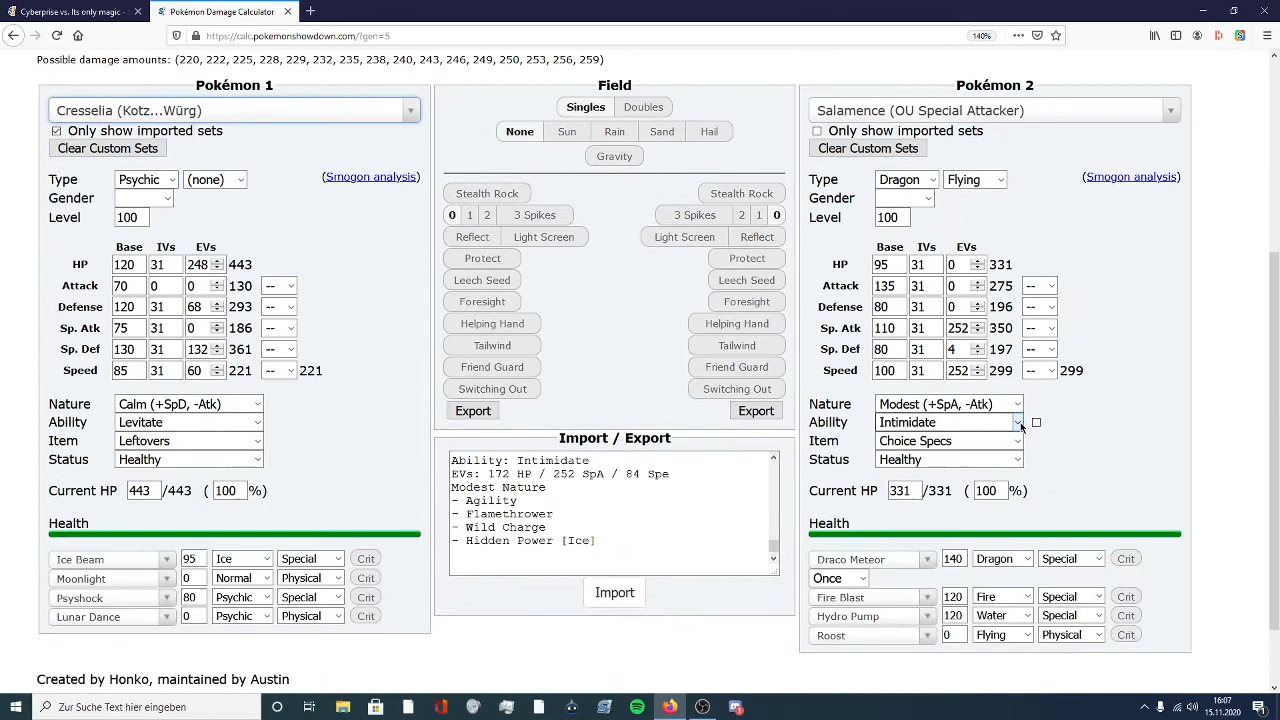 Cyberprise vs. Its only magic -
Pokémon Damage Calculator
https://calc.pokemonshowdown.com/?gen=5
140%
Possible damage amounts: (220, 222, 225, 228, 229, 232, 235, 238, 240, 243, 246, 249, 250, 253, 256, 259)
Pokémon 1
Cresselia (Kotz...Würg)
Only show imported sets
Clear Custom Sets
Type Psychic (none) (Smogon analysis)
Gender
Level 100
Base IVs EVs
HP 120 31 248 443
Attack 70 0 0 130 --
Defense 120 31 68 293 --
Sp. Atk 75 31 0 186 --
Sp. Def 130 31 132 361 --
Speed 85 31 60 221 -- 221
Nature Calm (+SpD, -Atk)
Ability Levitate
Item Leftovers
Status Healthy
Current HP 443 /443 ( 100 %)
Health
Ice Beam 95 Ice Special Crit
Moonlight 0 Normal Physical Crit
Psyshock 80 Psychic Special Crit
Lunar Dance 0 Psychic Physical Crit
Field
Singles Doubles
None Sun Rain Sand Hail
Gravity
Stealth Rock Stealth Rock
0 1 2 3 Spikes 3 Spikes 2 1 0
Reflect Light Screen Light Screen Reflect
Protect Protect
Leech Seed Leech Seed
Foresight Foresight
Helping Hand Helping Hand
Tailwind Tailwind
Friend Guard Friend Guard
Switching Out Switching Out
Export Export
Import / Export
Ability: Intimidate
EVs: 172 HP / 252 SpA / 84 Spe
Modest Nature
- Agility
- Flamethrower
- Wild Charge
- Hidden Power [Ice]
Import
Pokémon 2
Salamence (OU Special Attacker)
Only show imported sets
Clear Custom Sets
Type Dragon Flying (Smogon analysis)
Gender
Level 100
Base IVs EVs
HP 95 31 0 331
Attack 135 31 0 275 --
Defense 80 31 0 196 --
Sp. Atk 110 31 252 350 --
Sp. Def 80 31 4 197 --
Speed 100 31 252 299 -- 299
Nature Modest (+SpA, -Atk)
Ability Intimidate
Item Choice Specs
Status Healthy
Current HP 331 /331 ( 100 %)
Health
Draco Meteor 140 Dragon Special Crit
Once
Fire Blast 120 Fire Special Crit
Hydro Pump 120 Water Special Crit
Roost 0 Flying Physical Crit
Created by Honko, maintained by Austin
Zur Suche Text hier eingeben
16:07
15.11.2020